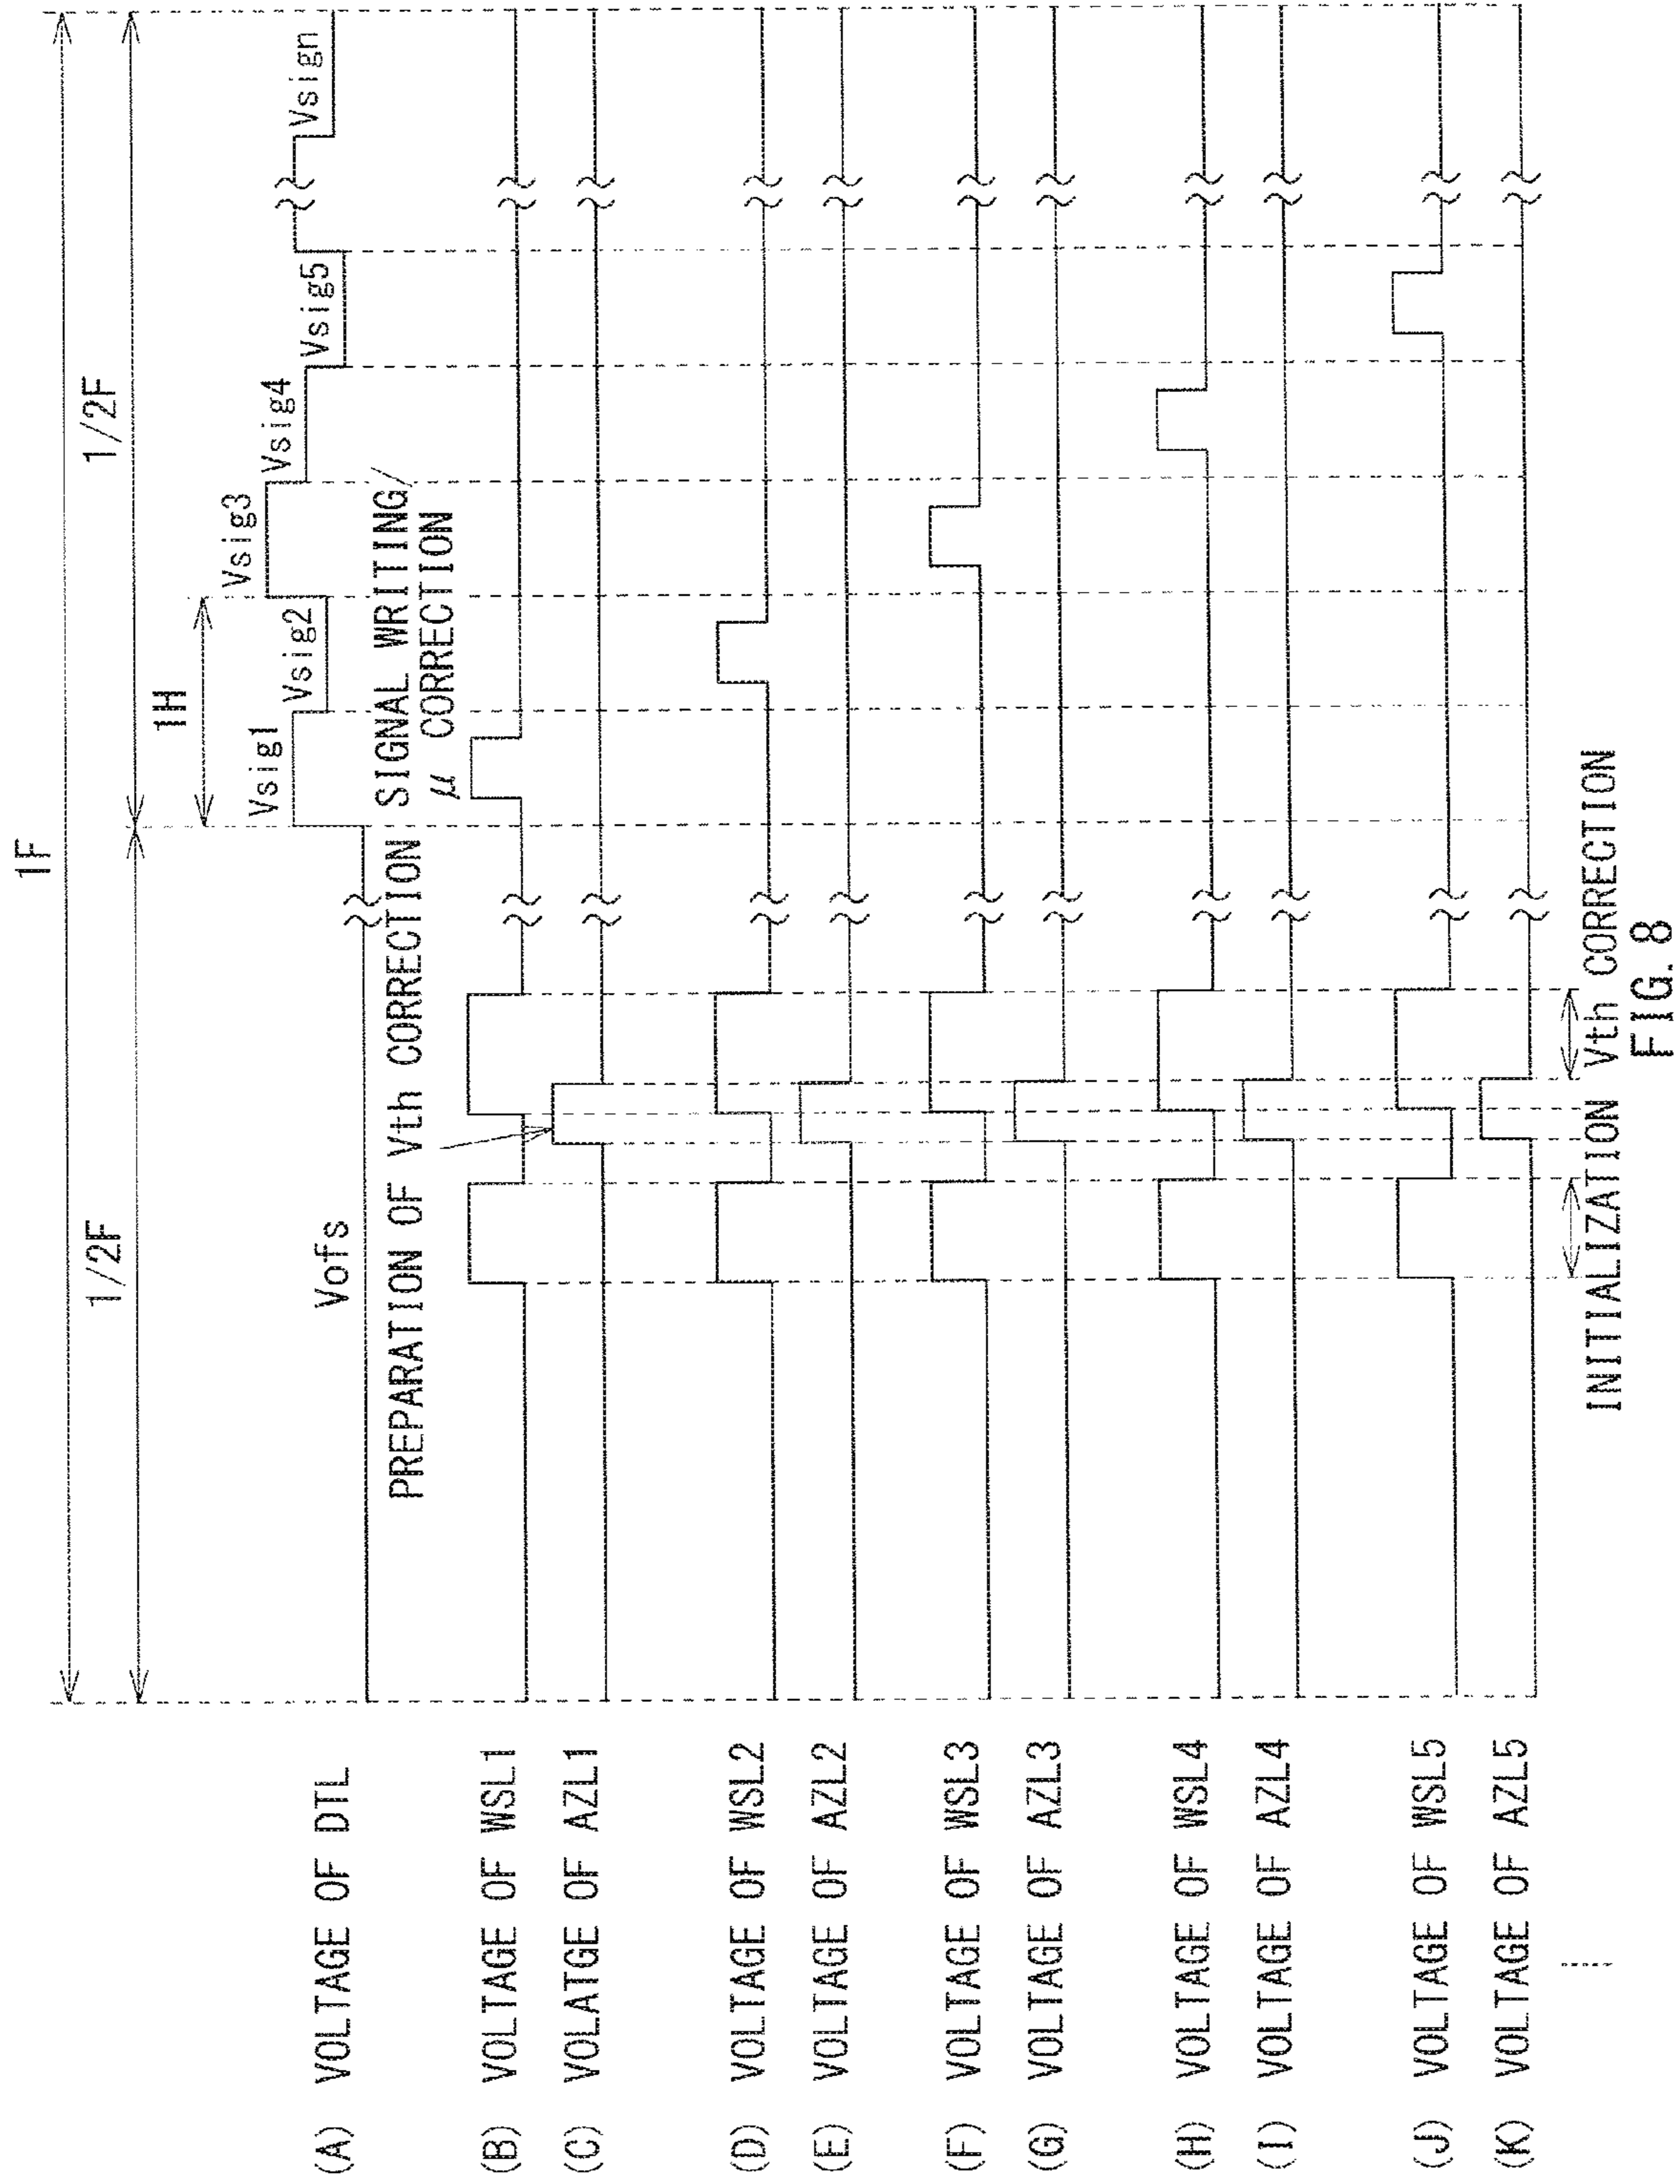 1F
1/2F
1/2F
1H
Vofs
Vsig1
Vsig2
Vsig3
Vsig4
Vsig5
Vsign
(A) VOLTAGE OF DTL
PREPARATION OF Vth CORRECTION
SIGNAL WRITING/
μ CORRECTION
(B) VOLTAGE OF WSL1
(C) VOLATGE OF AZL1
(D) VOLTAGE OF WSL2
(E) VOLTAGE OF AZL2
(F) VOLTAGE OF WSL3
(G) VOLTAGE OF AZL3
(H) VOLTAGE OF WSL4
(I) VOLTAGE OF AZL4
(J) VOLTAGE OF WSL5
(K) VOLTAGE OF AZL5
INITIALIZATION Vth CORRECTION
FIG. 8